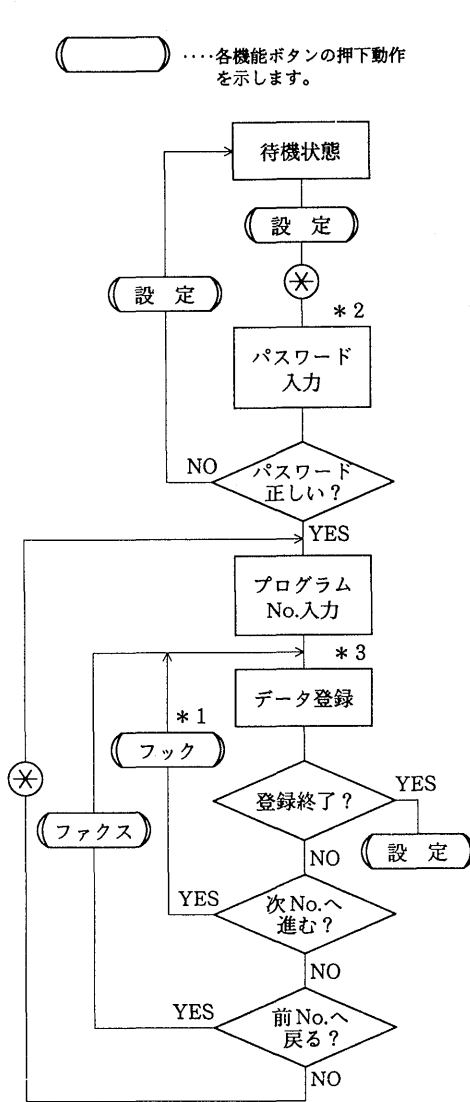 ‥‥各機能ボタンの押下動作
を示します。
待機状態
設 定
設 定
＊2
パスワード
入力
NO
パスワード
正しい？
YES
プログラム
No.入力
＊3
データ登録
＊1
フック
登録終了？
YES
ファクス
設 定
NO
YES
次No.へ
進む？
NO
YES
前No.へ
戻る？
NO